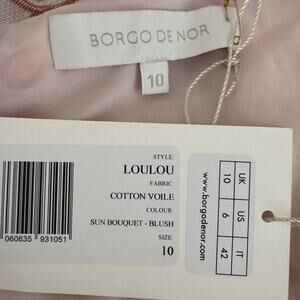 BORGO DE NOR
10
STYLE:
LOULOU
FABRIC:
COTTON VOILE
COLOUR:
SUN BOUQUET - BLUSH
SIZE:
10
060635 931051
www.borgodenor.com
UK US IT
10 6 42